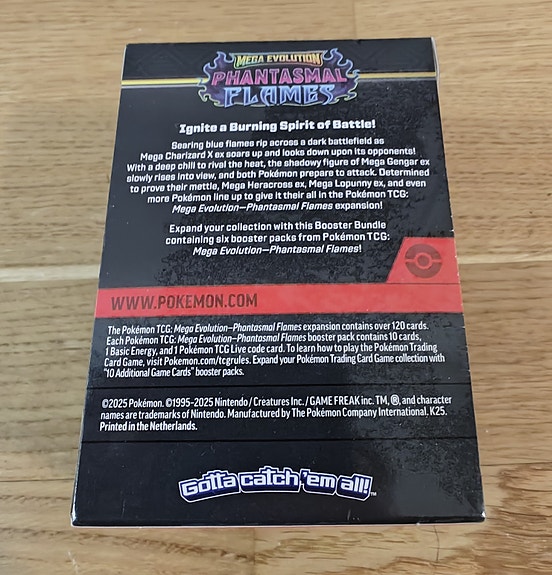 MEGA EVOLUTION
PHANTASMAL
FLAMES
Ignite a Burning Spirit of Battle!
Searing blue flames rip across a dark battlefield as
Mega Charizard X ex soars up and looks down upon its opponents!
With a deep chill to rival the heat, the shadowy figure of Mega Gengar ex
slowly rises into view, and both Pokémon prepare to attack. Determined
to prove their mettle, Mega Heracross ex, Mega Lopunny ex, and even
more Pokémon line up to give it their all in the Pokémon TCG:
Mega Evolution—Phantasmal Flames expansion!
Expand your collection with this Booster Bundle
containing six booster packs from Pokémon TCG:
Mega Evolution—Phantasmal Flames!
WWW.POKEMON.COM
The Pokémon TCG: Mega Evolution—Phantasmal Flames expansion contains over 120 cards.
Each Pokémon TCG: Mega Evolution—Phantasmal Flames booster pack contains 10 cards,
1 Basic Energy, and 1 Pokémon TCG Live code card. To learn how to play the Pokémon Trading
Card Game, visit Pokemon.com/tcgrules. Expand your Pokémon Trading Card Game collection with
"10 Additional Game Cards" booster packs.
©2025 Pokémon. ©1995-2025 Nintendo / Creatures Inc. / GAME FREAK inc. TM, ®, and character
names are trademarks of Nintendo. Manufactured by The Pokémon Company International. K25.
Printed in the Netherlands.
Gotta catch 'em all!™